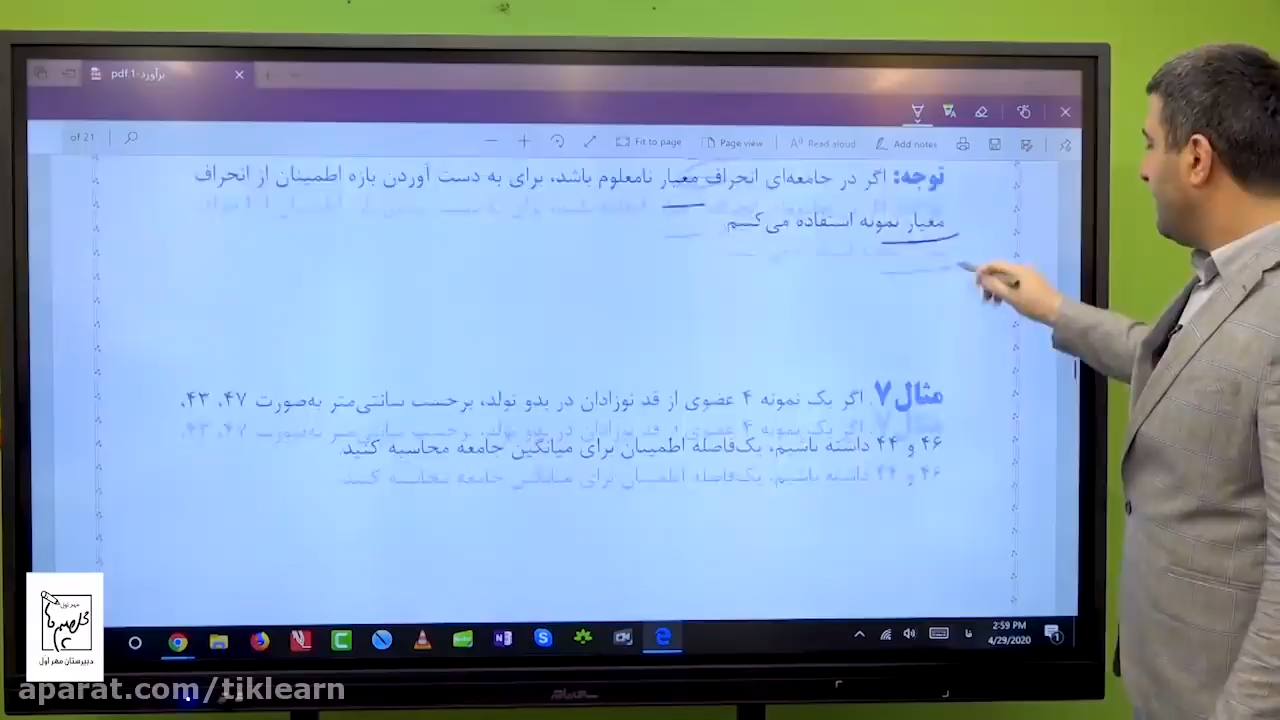 برآورد-1.pdf
of 21
Fit to page
Page view
Read aloud
Add notes
توجه: اگر در جامعه‌ای انحراف معیار نامعلوم باشد، برای به دست آوردن بازه اطمینان از انحراف
معیار نمونه استفاده می‌کنیم
مثال ۷. اگر یک نمونه ۴ عضوی از قد نوزادان در بدو تولد، برحسب سانتی‌متر به‌صورت ۴۷، ۴۳،
۴۶ و ۴۴ داشته باشیم، یک‌فاصله اطمینان برای میانگین جامعه محاسبه کنید.
2:59 PM
4/29/2020
مهر اول
دبیرستان مهر اول
aparat.com/tiklearn